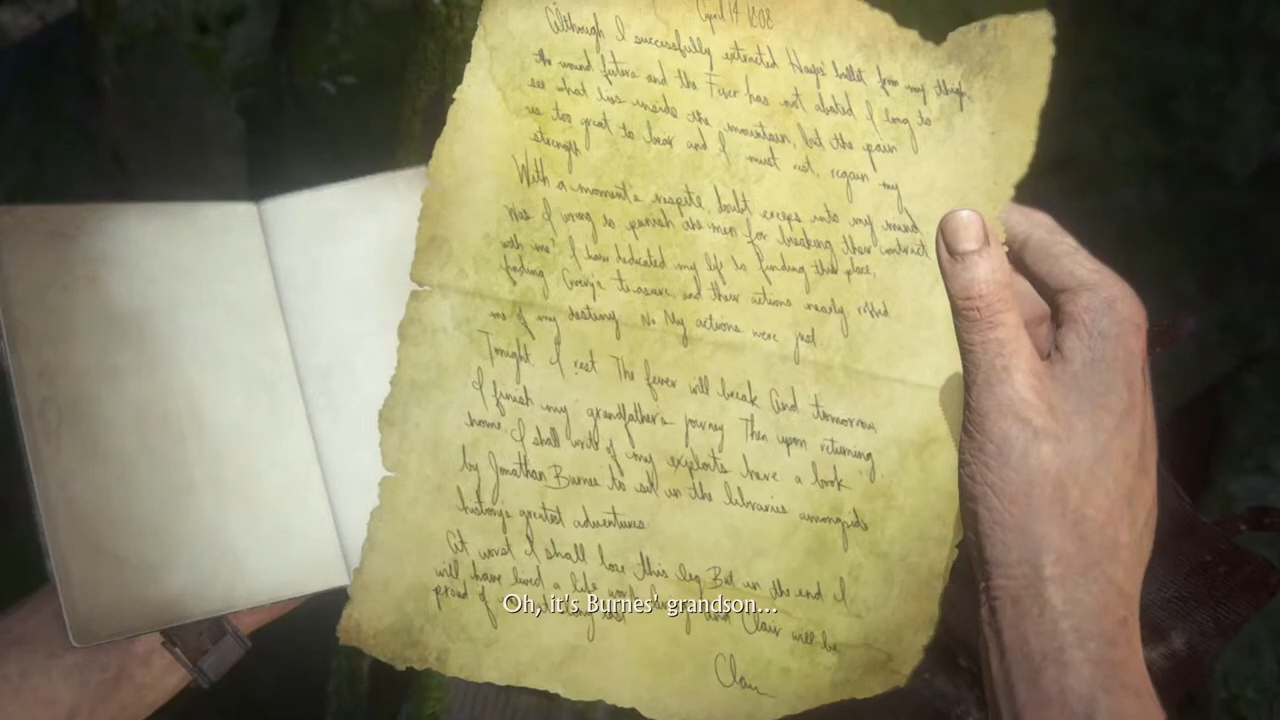 April 14 1808
Although I successfully extracted Hays' bullet from my thigh,
the wound festers and the Fever has not abated I long to
see what lies inside the mountain, but the pain
is too great to bear and I must rest, regain my
strength
With a moment's respite, doubt creeps into my mind.
Was I wrong to punish the men for breaking their contract
with me? I have dedicated my life to finding this place,
finding Avery's treasure, and their actions nearly robbed
me of my destiny No. My actions were just
Tonight, I rest The fever will break And tomorrow,
I finish my grandfather's journey Then upon returning
home, I shall write of my exploits have a book
by Jonathan Burnes to sit in the libraries amongst
history's greatest adventures
At worst I shall lose this leg But in the end I
will have lived a life and Clair will be
proud of
Oh, it's Burnes' grandson...